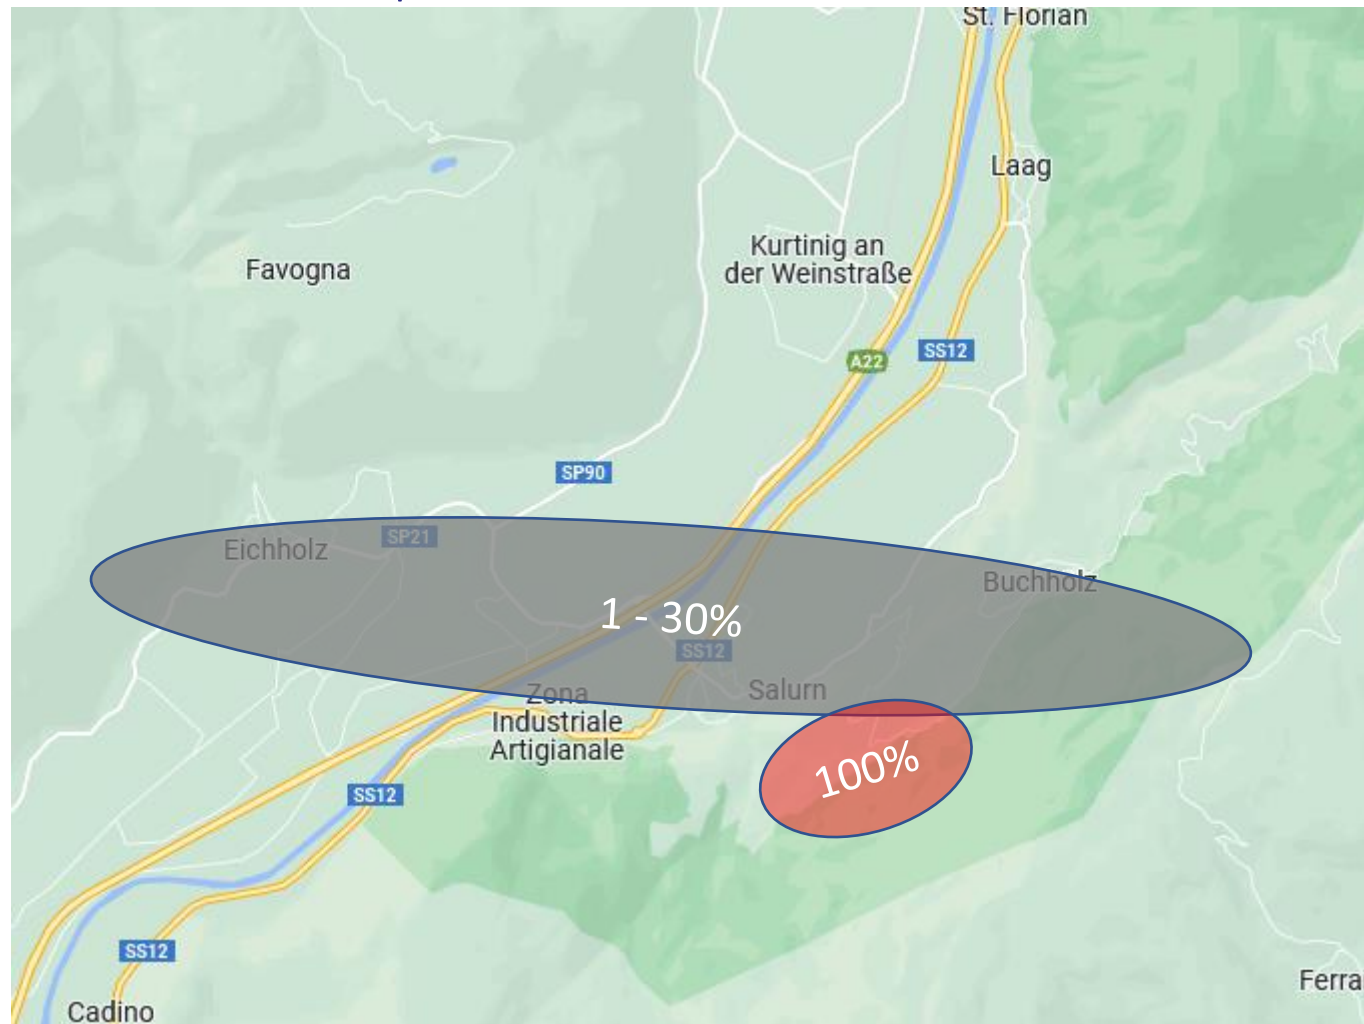 St. Florian
Laag
Kurtinig an
der Weinstraße
Favogna
A22
SS12
SP90
SP21
Eichholz
Buchholz
1 - 30%
SS12
Salurn
Zona
Industriale
Artigianale
100%
SS12
SS12
Ferra
Cadino